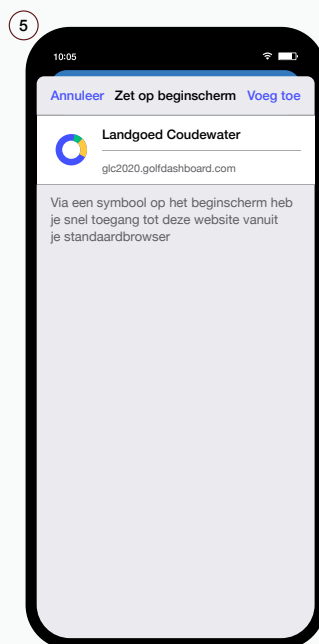 5
10:05
Annuleer Zet op beginscherm Voeg toe
Landgoed Coudewater
glc2020.golfdashboard.com
Via een symbool op het beginscherm heb
je snel toegang tot deze website vanuit
je standaardbrowser